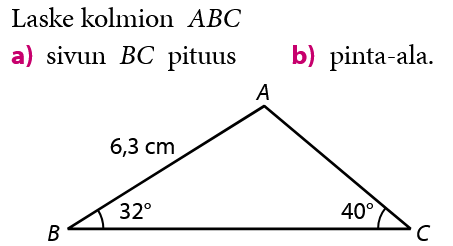 Laske kolmion ABC
a) sivun BC pituus b) pinta-ala.
A
6,3 cm
32° 40°
B C